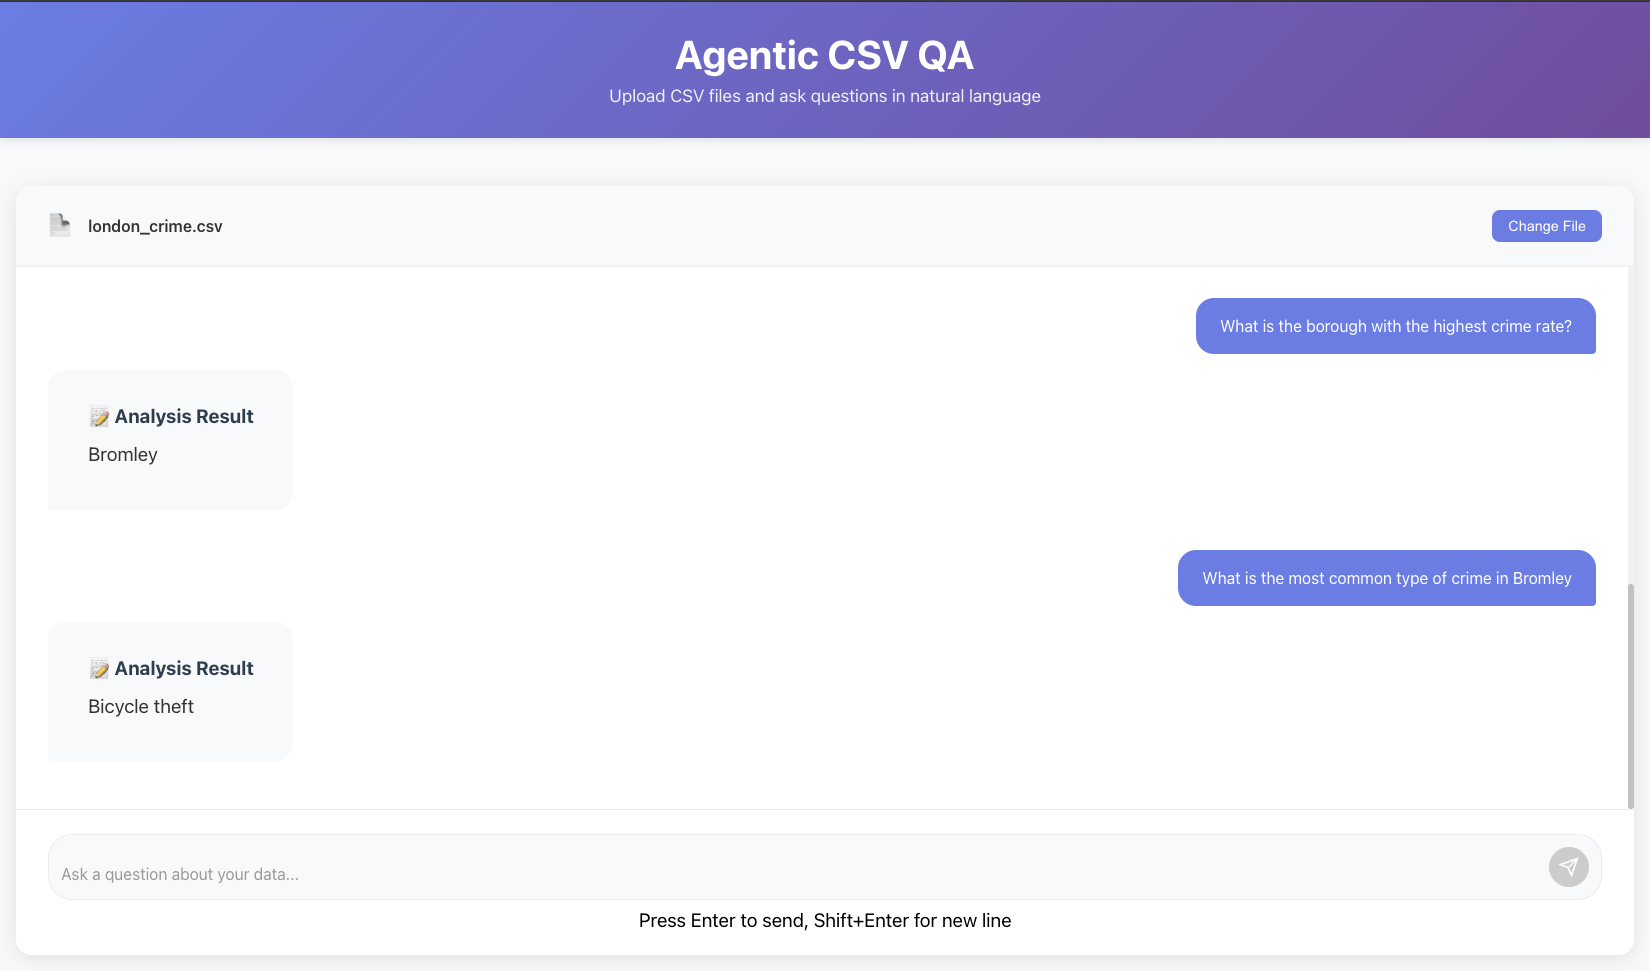 Agentic CSV QA
Upload CSV files and ask questions in natural language
london_crime.csv
Change File
What is the borough with the highest crime rate?
Analysis Result
Bromley
What is the most common type of crime in Bromley
Analysis Result
Bicycle theft
Ask a question about your data...
Press Enter to send, Shift+Enter for new line